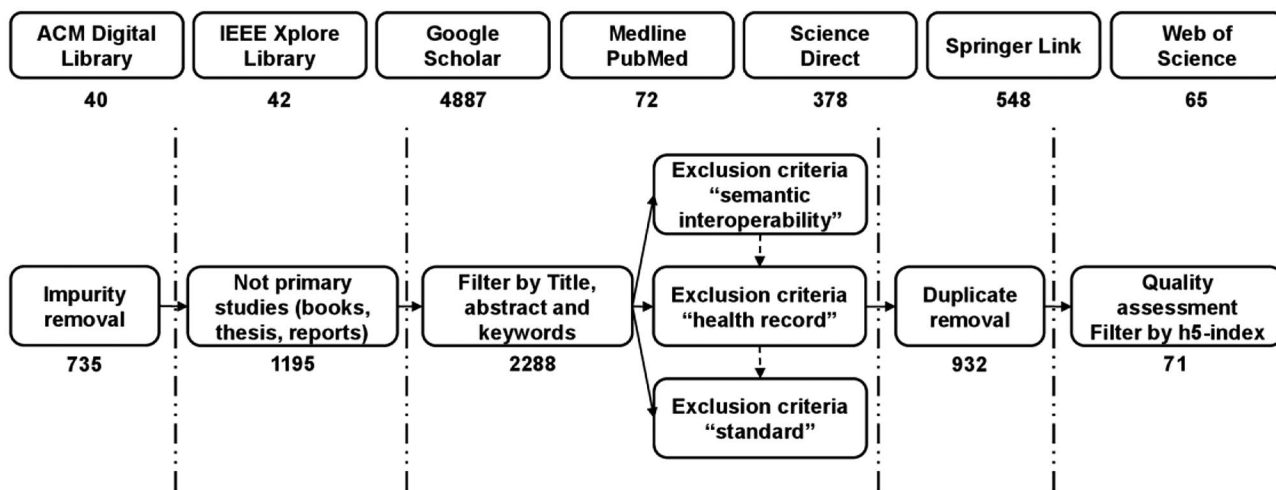 ACM Digital
Library
IEEE Xplore
Library
Google
Scholar
Medline
PubMed
Science
Direct
Springer Link
Web of
Science
40
42
4887
72
378
548
65
Impurity
removal
735
Not primary
studies (books,
thesis, reports)
1195
Filter by Title,
abstract and
keywords
2288
Exclusion criteria
“semantic
interoperability”
Exclusion criteria
“health record”
Exclusion criteria
“standard”
Duplicate
removal
932
Quality
assessment
Filter by h5-index
71